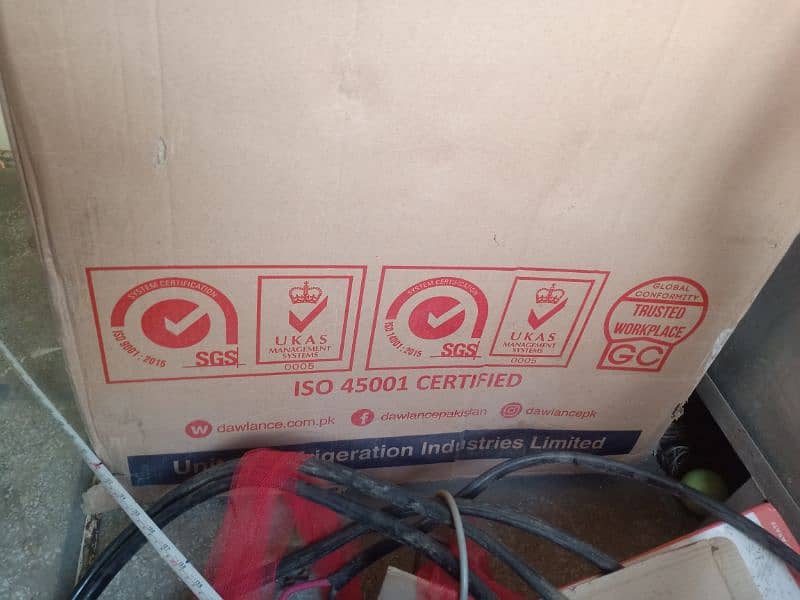 SYSTEM CERTIFICATION
ISO 9001:2015
SGS
UKAS
MANAGEMENT
SYSTEMS
0005
SYSTEM CERTIFICATION
ISO 14001:2015
SGS
UKAS
MANAGEMENT
SYSTEMS
0005
GLOBAL
CONFORMITY
TRUSTED
WORKPLACE
GC
ISO 45001 CERTIFIED
W dawlance.com.pk f dawlancepakistan dawlancepk
Industries Limited